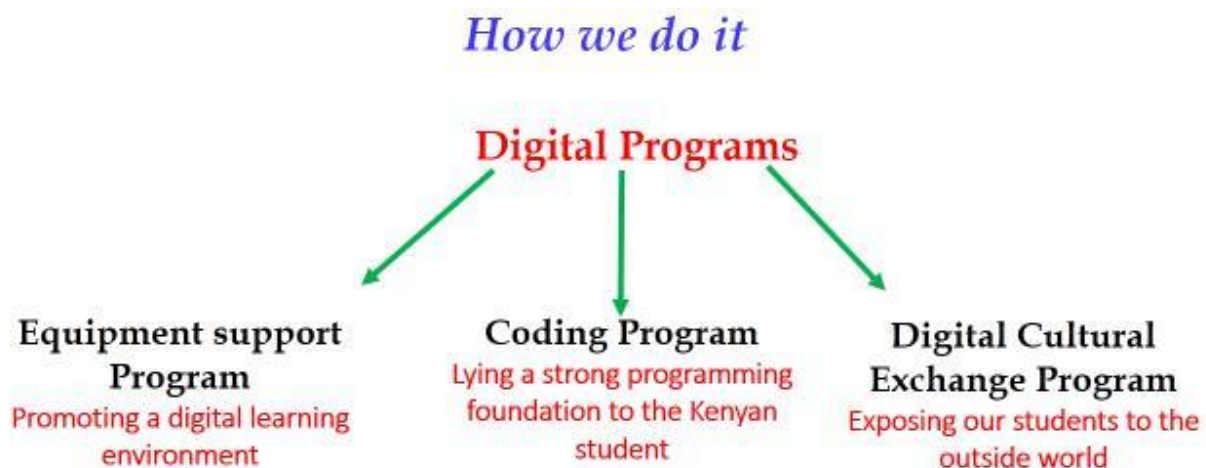 How we do it
Digital Programs
Equipment support
Program
Promoting a digital learning
environment
Coding Program
Lying a strong programming
foundation to the Kenyan
student
Digital Cultural
Exchange Program
Exposing our students to the
outside world